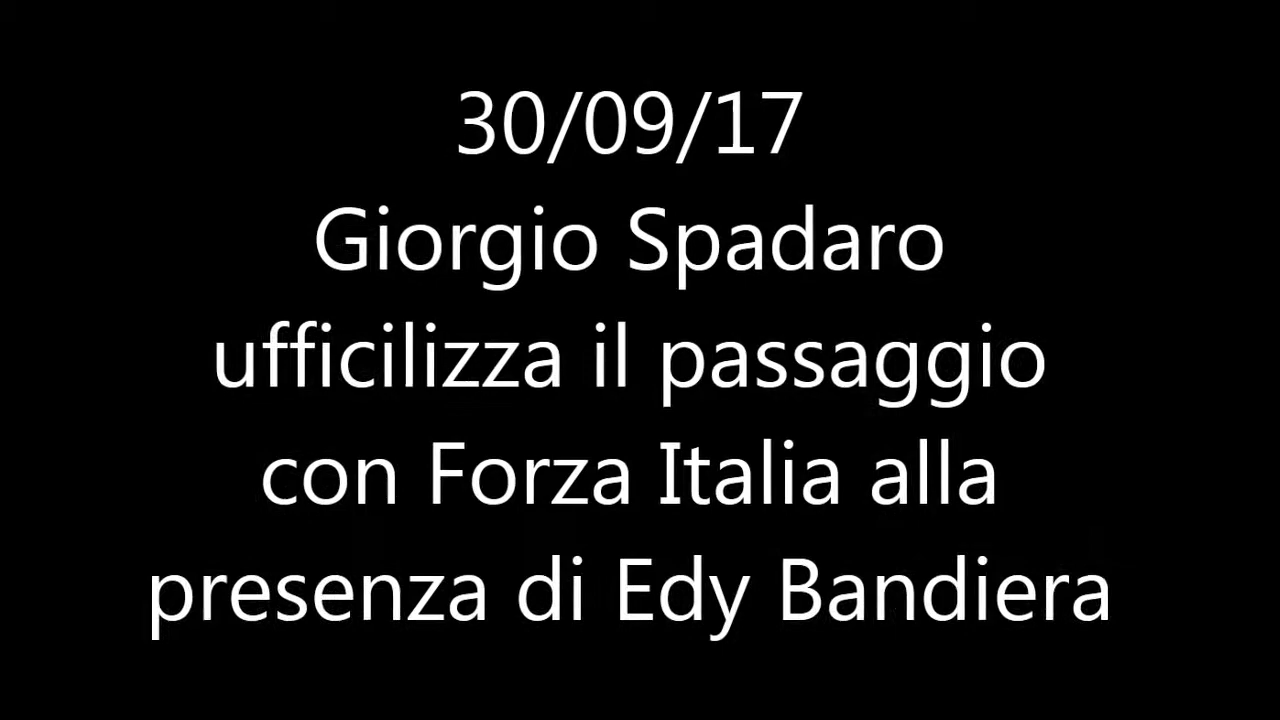 30/09/17
Giorgio Spadaro
ufficilizza il passaggio
con Forza Italia alla
presenza di Edy Bandiera